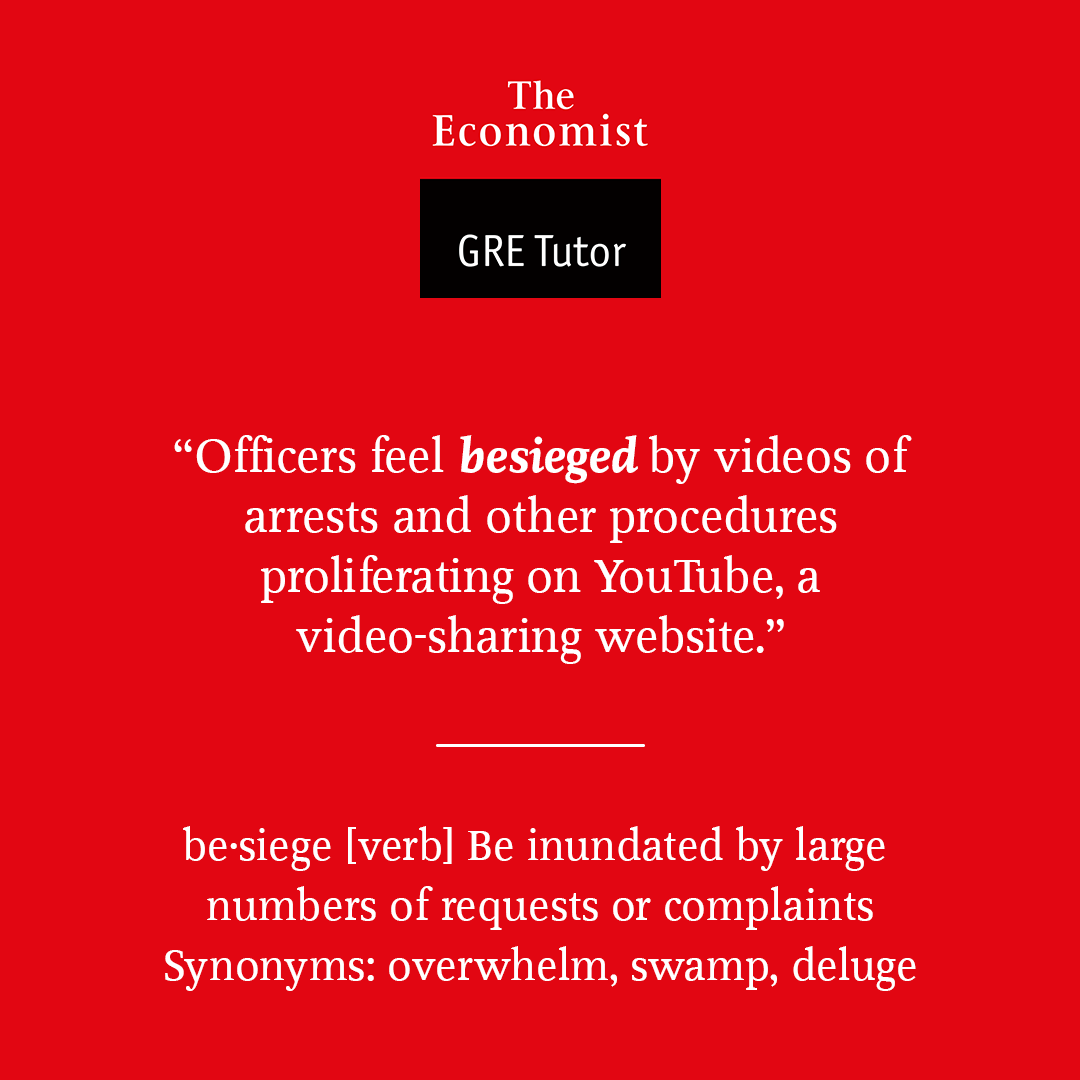 The
Economist
GRE Tutor
“Officers feel besieged by videos of
arrests and other procedures
proliferating on YouTube, a
video-sharing website.”
be·siege [verb] Be inundated by large
numbers of requests or complaints
Synonyms: overwhelm, swamp, deluge